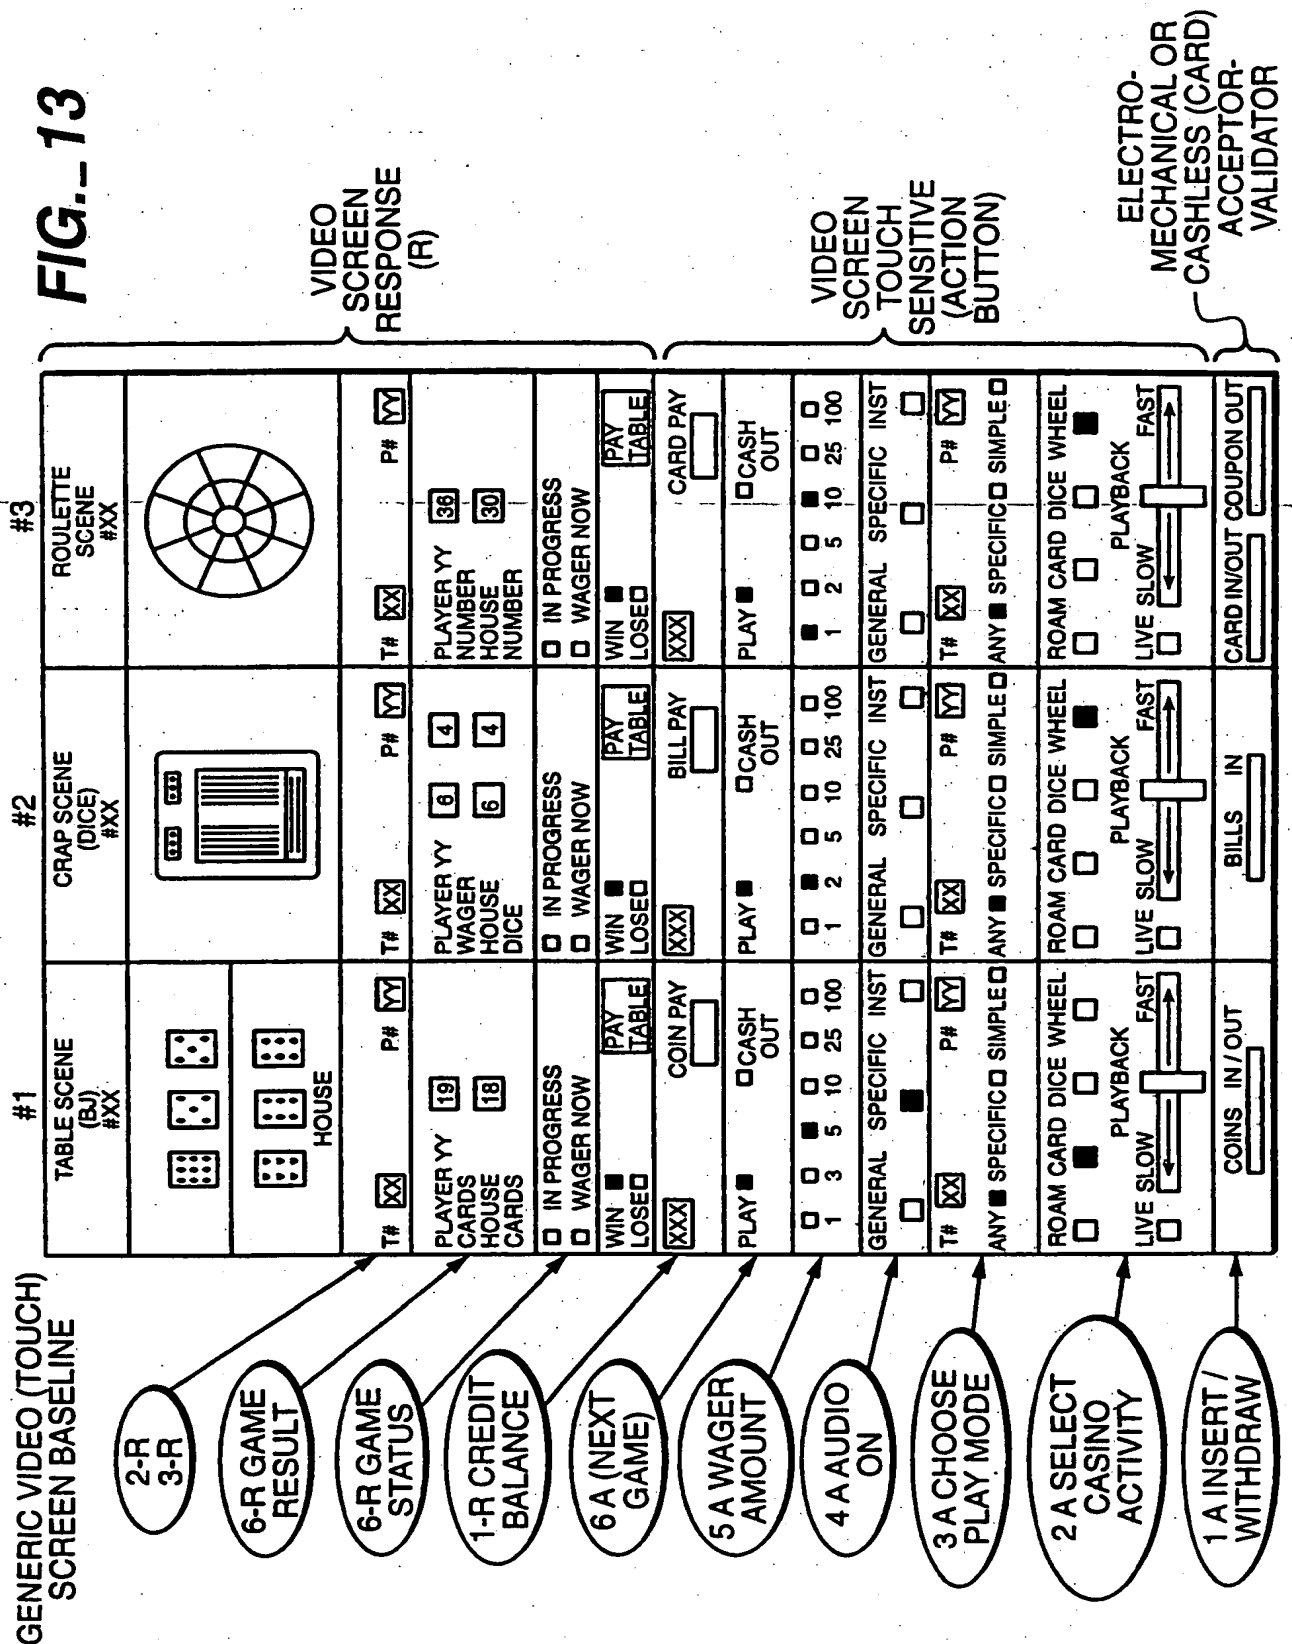 GENERIC VIDEO (TOUCH)
SCREEN BASELINE
FIG._13
#1
#2
#3
TABLE SCENE
(BJ)
#XX
CRAP SCENE
(DICE)
#XX
ROULETTE
SCENE
#XX
HOUSE
2-R
3-R
T# XX P# YY
T# XX P# YY
T# XX P# YY
6-R GAME
RESULT
PLAYER YY
CARDS 19
HOUSE
CARDS 18
PLAYER YY
WAGER 6 4
HOUSE
DICE 6 4
PLAYER YY
NUMBER 36
HOUSE
NUMBER 30
6-R GAME
STATUS
IN PROGRESS
WAGER NOW
IN PROGRESS
WAGER NOW
IN PROGRESS
WAGER NOW
WIN
LOSE
PAY
TABLE
WIN
LOSE
PAY
TABLE
WIN
LOSE
PAY
TABLE
VIDEO
SCREEN
RESPONSE
(R)
1-R CREDIT
BALANCE
XXX COIN PAY
XXX BILL PAY
XXX CARD PAY
6 A (NEXT
GAME)
PLAY CASH
OUT
PLAY CASH
OUT
PLAY CASH
OUT
5 A WAGER
AMOUNT
1 3 5 10 25 100
1 2 5 10 25 100
1 2 5 10 25 100
4 A AUDIO
ON
GENERAL SPECIFIC INST
GENERAL SPECIFIC INST
GENERAL SPECIFIC INST
3 A CHOOSE
PLAY MODE
T# XX P# YY
ANY SPECIFIC SIMPLE
T# XX P# YY
ANY SPECIFIC SIMPLE
T# XX P# YY
ANY SPECIFIC SIMPLE
2 A SELECT
CASINO
ACTIVITY
ROAM CARD DICE WHEEL
PLAYBACK
LIVE SLOW FAST
ROAM CARD DICE WHEEL
PLAYBACK
LIVE SLOW FAST
ROAM CARD DICE WHEEL
PLAYBACK
LIVE SLOW FAST
VIDEO
SCREEN
TOUCH
SENSITIVE
(ACTION
BUTTON)
1 A INSERT /
WITHDRAW
COINS IN / OUT
BILLS IN
CARD IN/OUT COUPON OUT
ELECTRO-
MECHANICAL OR
CASHLESS (CARD)
ACCEPTOR-
VALIDATOR